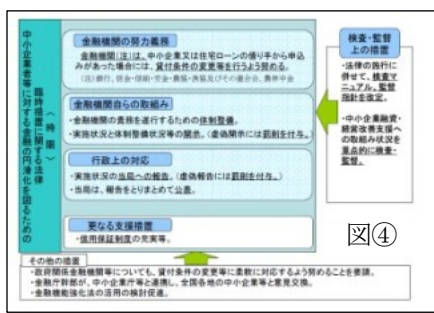 中小企業者等に対する金融の円滑化を図るための
臨時措置に関する法律
（時限）
金融機関の努力義務
金融機関（注）は、中小企業又は住宅ローンの借り手から申込
みがあった場合には、貸付条件の変更等を行うよう努める。
（注）銀行、信金・信組・労金・農協・漁協及びその連合会、農林中金
金融機関自らの取組み
・金融機関の責務を遂行するための体制整備。
・実施状況と体制整備状況等の開示。（虚偽開示には罰則を付与。）
行政上の対応
・実施状況の当局への報告。（虚偽報告には罰則を付与。）
・当局は、報告をとりまとめて公表。
更なる支援措置
・信用保証制度の充実等。
検査・監督
上の措置
・法律の施行に
併せて、検査マ
ニュアル、監督
指針を改定。
・中小企業融資・
経営改善支援へ
の取組み状況を
重点的に検査・
監督。
図④
その他の措置
・政府関係金融機関等についても、貸付条件の変更等に柔軟に対応するよう努めることを要請。
・金融庁幹部が、中小企業庁等と連携し、全国各地の中小企業等と意見交換。
・金融機能強化法の活用の検討促進。